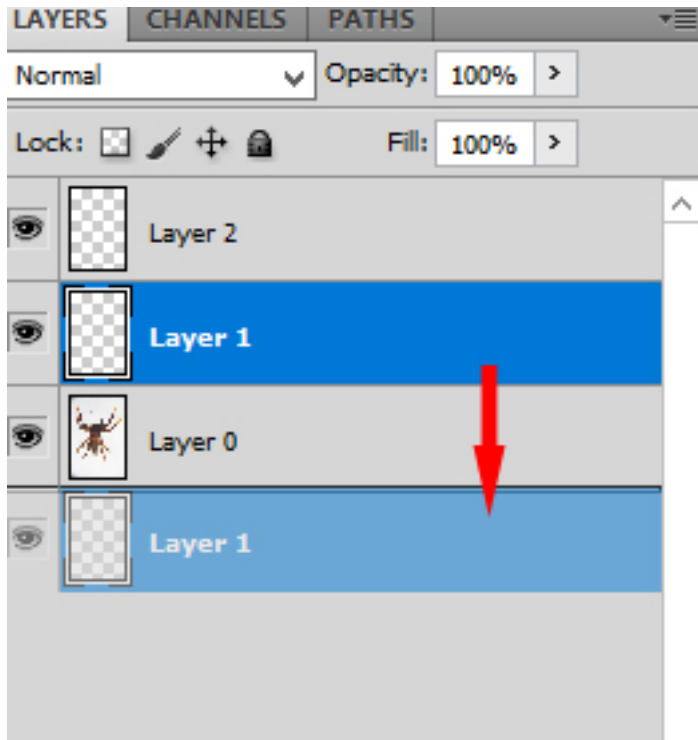 LAYERS CHANNELS PATHS
Normal Opacity: 100% >
Lock: Fill: 100% >
Layer 2
Layer 1
Layer 0
Layer 1